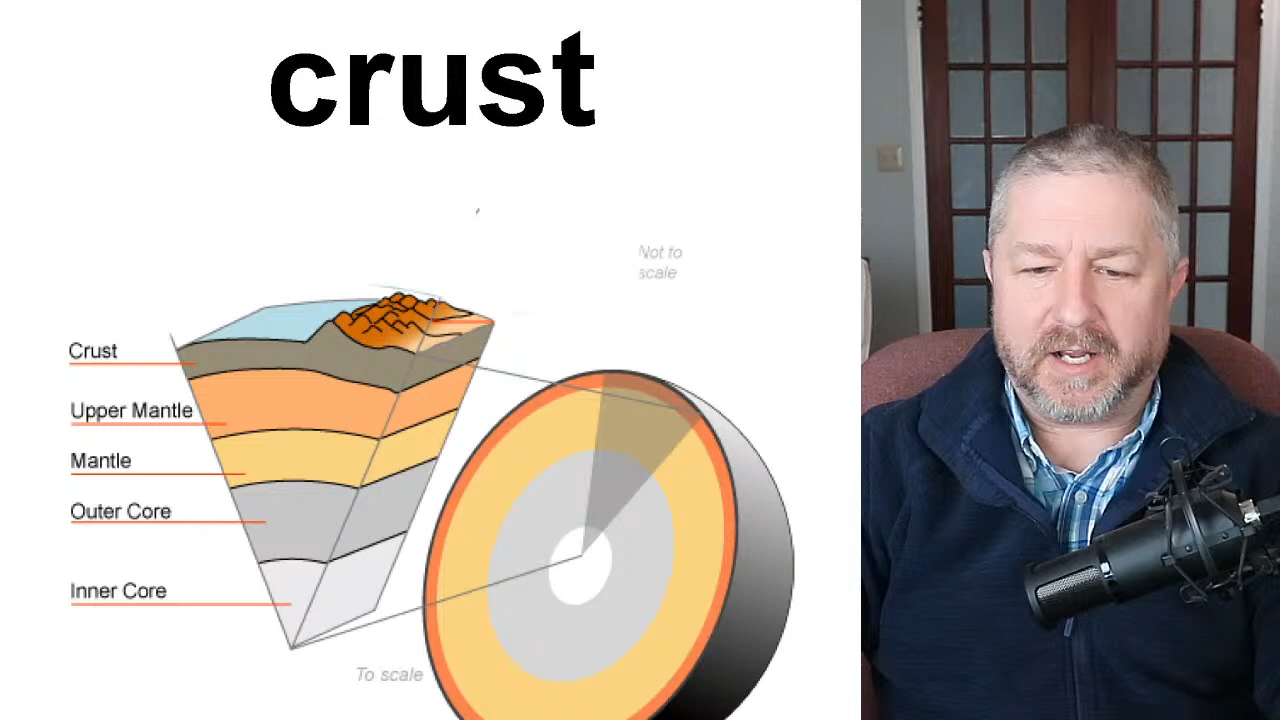 crust
Not to
scale
Crust
Upper Mantle
Mantle
Outer Core
Inner Core
To scale